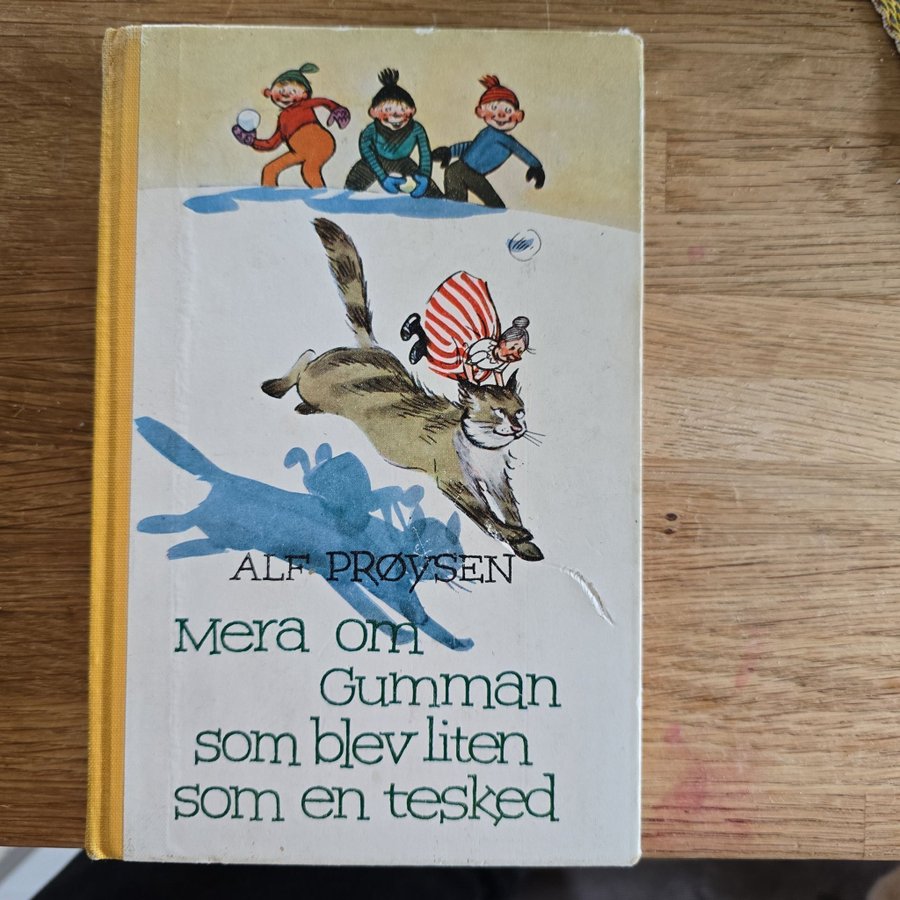 ALF PRØYSEN
Mera om
Gumman
som blev liten
som en tesked